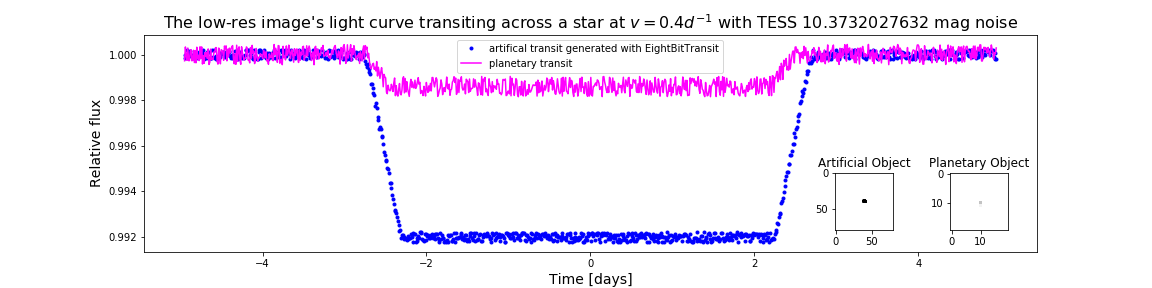 The low-res image's light curve transiting across a star at v = 0.4d⁻¹ with TESS 10.3732027632 mag noise
artifical transit generated with EightBitTransit
planetary transit
Relative flux
1.000
0.998
0.996
0.994
0.992
−4
−2
0
2
4
Time [days]
Artificial Object
0
50
0
50
Planetary Object
0
10
0
10